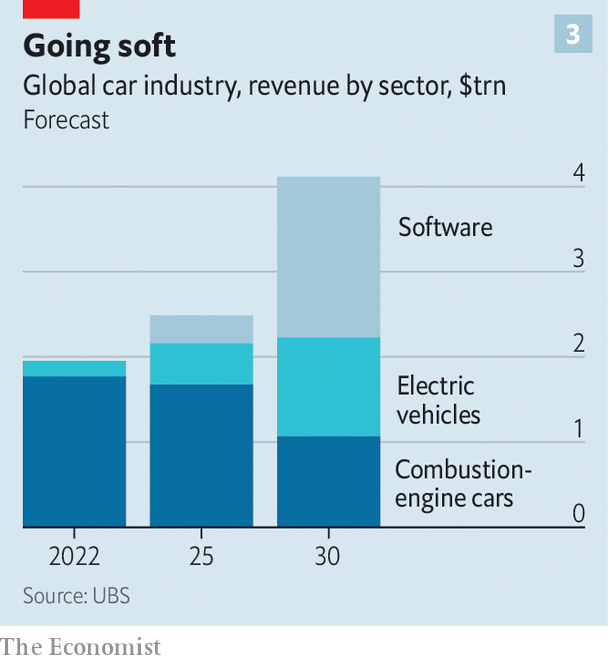 Going soft
3
Global car industry, revenue by sector, $trn
Forecast
4
Software
3
2
Electric
vehicles
1
Combustion-
engine cars
0
2022
25
30
Source: UBS
The Economist